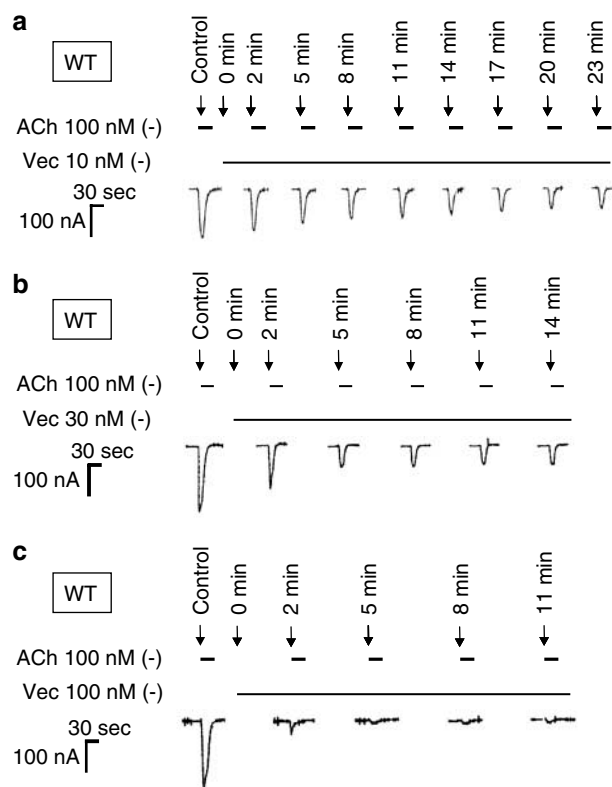 a
WT
Control
0 min
2 min
5 min
8 min
11 min
14 min
17 min
20 min
23 min
ACh 100 nM (-)
Vec 10 nM (-)
30 sec
100 nA
b
WT
Control
0 min
2 min
5 min
8 min
11 min
14 min
ACh 100 nM (-)
Vec 30 nM (-)
30 sec
100 nA
c
WT
Control
0 min
2 min
5 min
8 min
11 min
ACh 100 nM (-)
Vec 100 nM (-)
30 sec
100 nA